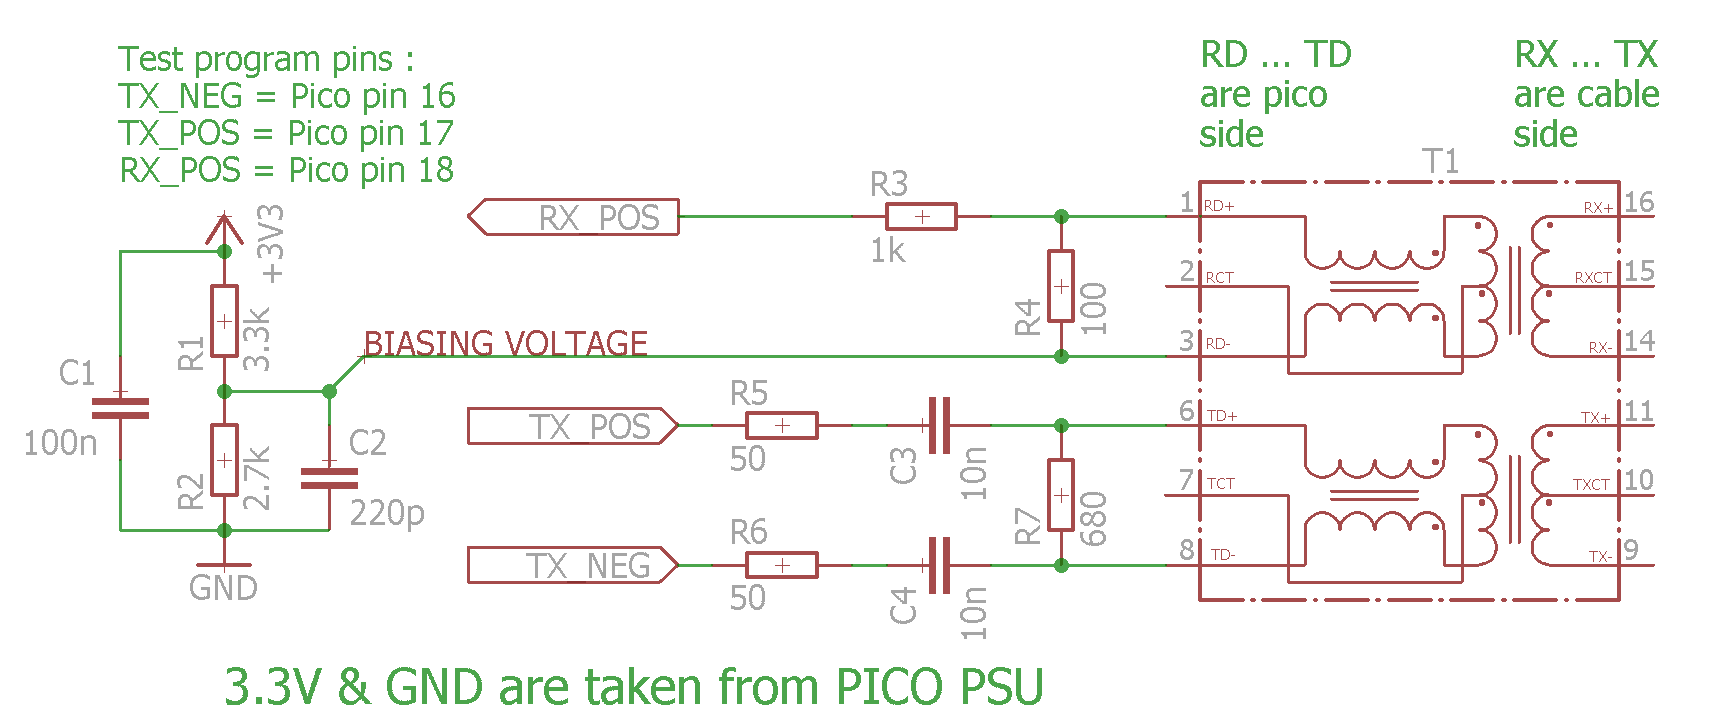 Test program pins :
TX_NEG = Pico pin 16
TX_POS = Pico pin 17
RX_POS = Pico pin 18
RD ... TD
are pico
side
RX ... TX
are cable
side
T1
+3V3
R1
3.3k
R2
2.7k
C1
100n
C2
220p
GND
BIASING VOLTAGE
RX_POS
R3
1k
R4
100
TX_POS
R5
50
C3
10n
TX_NEG
R6
50
C4
10n
R7
680
1 RD+
2 RCT
3 RD-
6 TD+
7 TCT
8 TD-
RX+ 16
RXCT 15
RX- 14
TX+ 11
TXCT 10
TX- 9
3.3V & GND are taken from PICO PSU